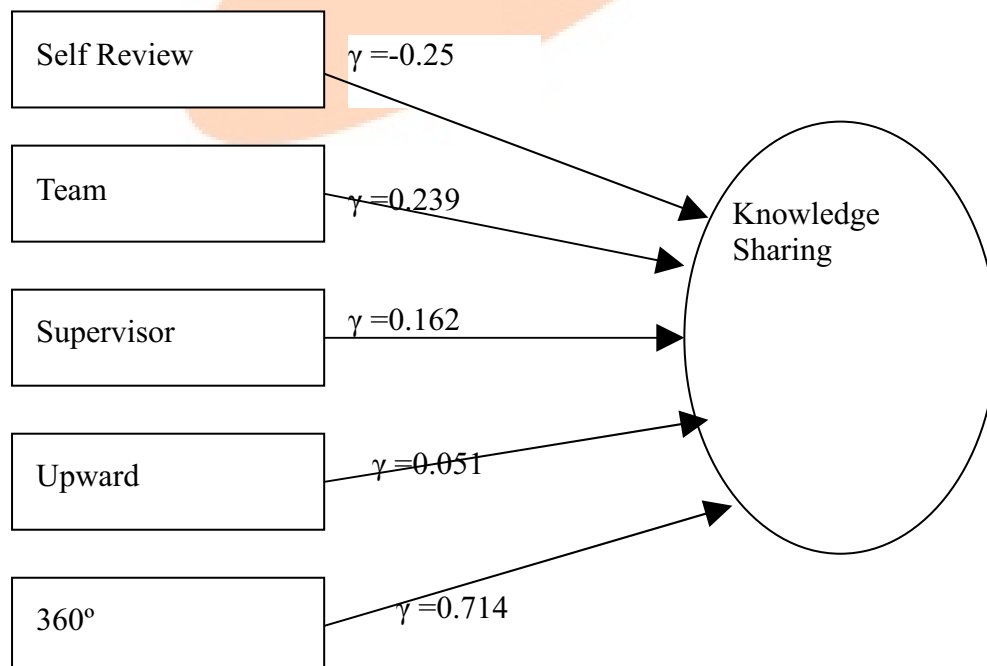 Self Review
γ =-0.25
Team
γ =0.239
Knowledge
Sharing
Supervisor
γ =0.162
Upward
γ =0.051
360º
γ =0.714